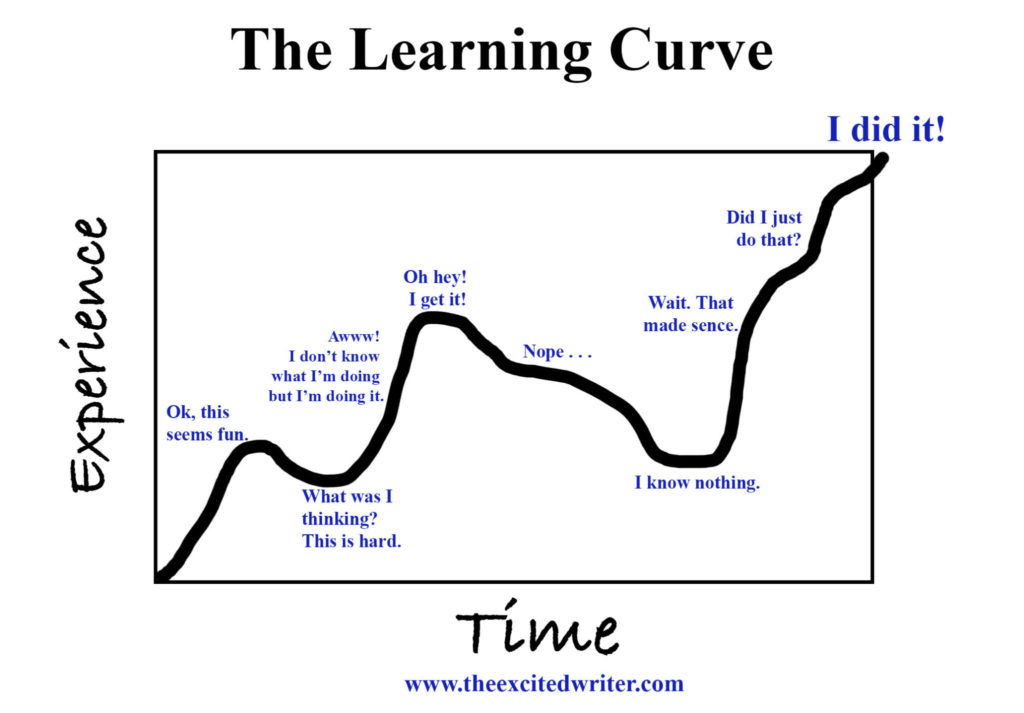 The Learning Curve
I did it!
Did I just
do that?
Oh hey!
I get it!
Wait. That
made sence.
Awww!
I don't know
what I'm doing
but I'm doing it.
Nope . . .
Ok, this
seems fun.
I know nothing.
What was I
thinking?
This is hard.
Experience
Time
www.theexcitedwriter.com